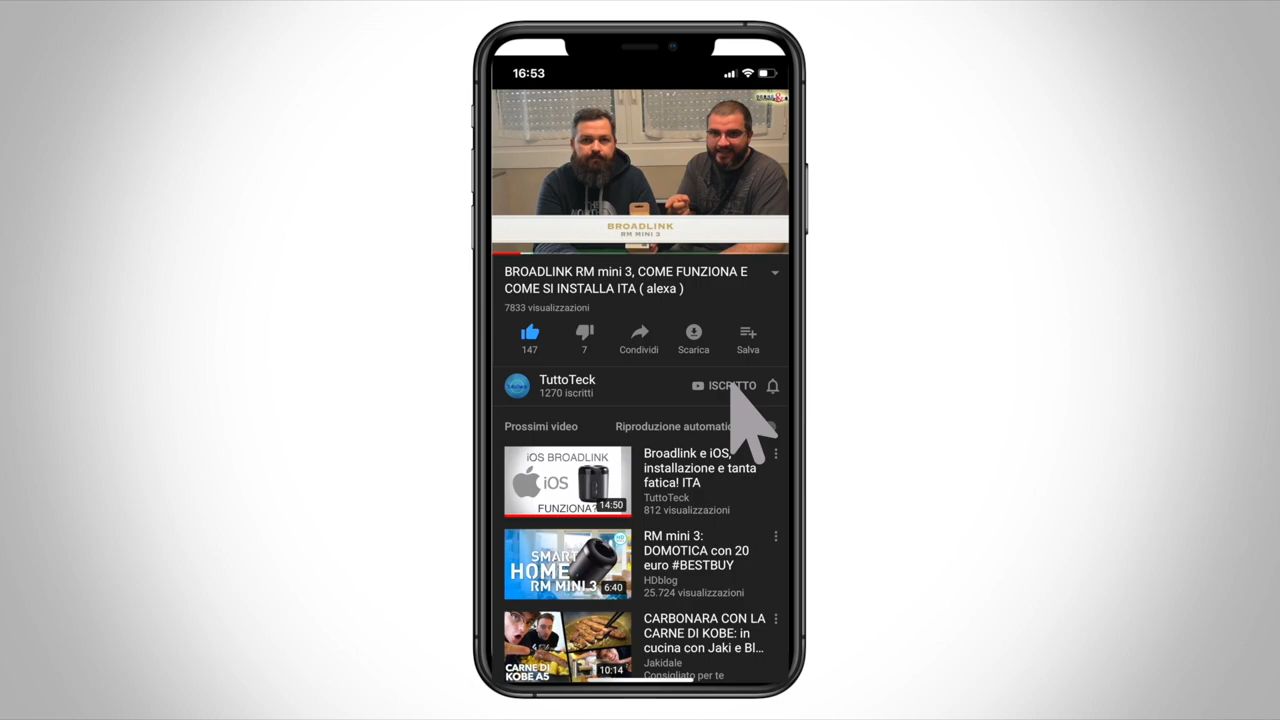 16:53
BROADLINK
RM MINI 3
BROADLINK RM mini 3, COME FUNZIONA E
COME SI INSTALLA ITA ( alexa )
7833 visualizzazioni
147
7
Condividi
Scarica
Salva
TuttoTeck
1270 iscritti
ISCRITTO
Prossimi video
Riproduzione automatic
iOS BROADLINK
iOS
FUNZIONA?
14:50
Broadlink e iOS,
installazione e tanta
fatica! ITA
TuttoTeck
812 visualizzazioni
SMART
HOME
RM MINI 3
HD
6:40
RM mini 3:
DOMOTICA con 20
euro #BESTBUY
HDblog
25.724 visualizzazioni
CARNE DI
KOBE A5
10:14
CARBONARA CON LA
CARNE DI KOBE: in
cucina con Jaki e Bl...
Jakidale
Consigliato per te